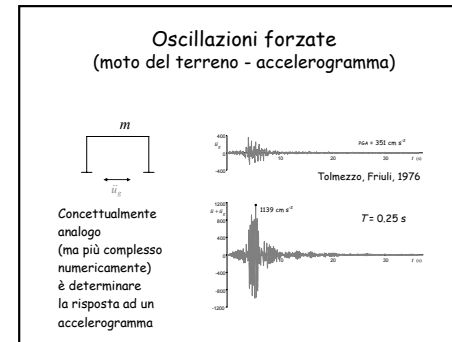 Oscillazioni forzate
(moto del terreno - accelerogramma)
m
ü_g
Concettualmente
analogo
(ma più complesso
numericamente)
è determinare
la risposta ad un
accelerogramma
400
ü_g
0
-400
10
20
30
t (s)
PGA = 351 cm s⁻²
Tolmezzo, Friuli, 1976
1200
ü+ü_g
800
400
0
-400
-800
-1200
1139 cm s⁻²
T = 0,25 s
10
20
30
t (s)